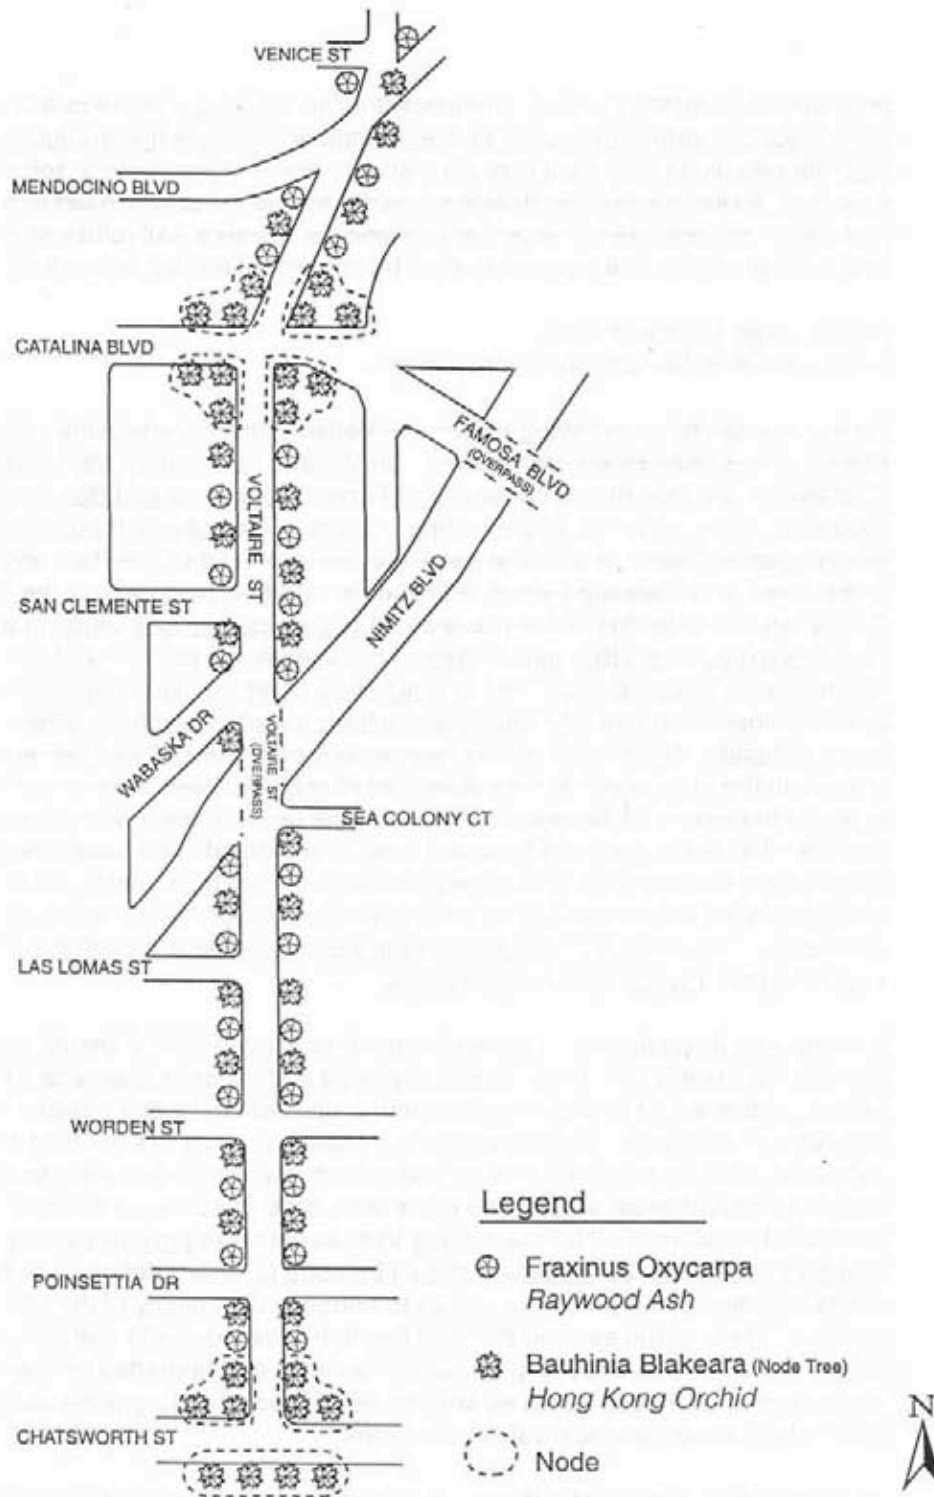 VENICE ST
MENDOCINO BLVD
CATALINA BLVD
FAMOSA BLVD
(OVERPASS)
VOLTAIRE ST
NIMITZ BLVD
SAN CLEMENTE ST
WABASKA DR
VOLTAIRE ST
(OVERPASS)
SEA COLONY CT
LAS LOMAS ST
WORDEN ST
Legend
Fraxinus Oxycarpa
Raywood Ash
POINSETTIA DR
Bauhinia Blakeara (Node Tree)
Hong Kong Orchid
N
CHATSWORTH ST
Node